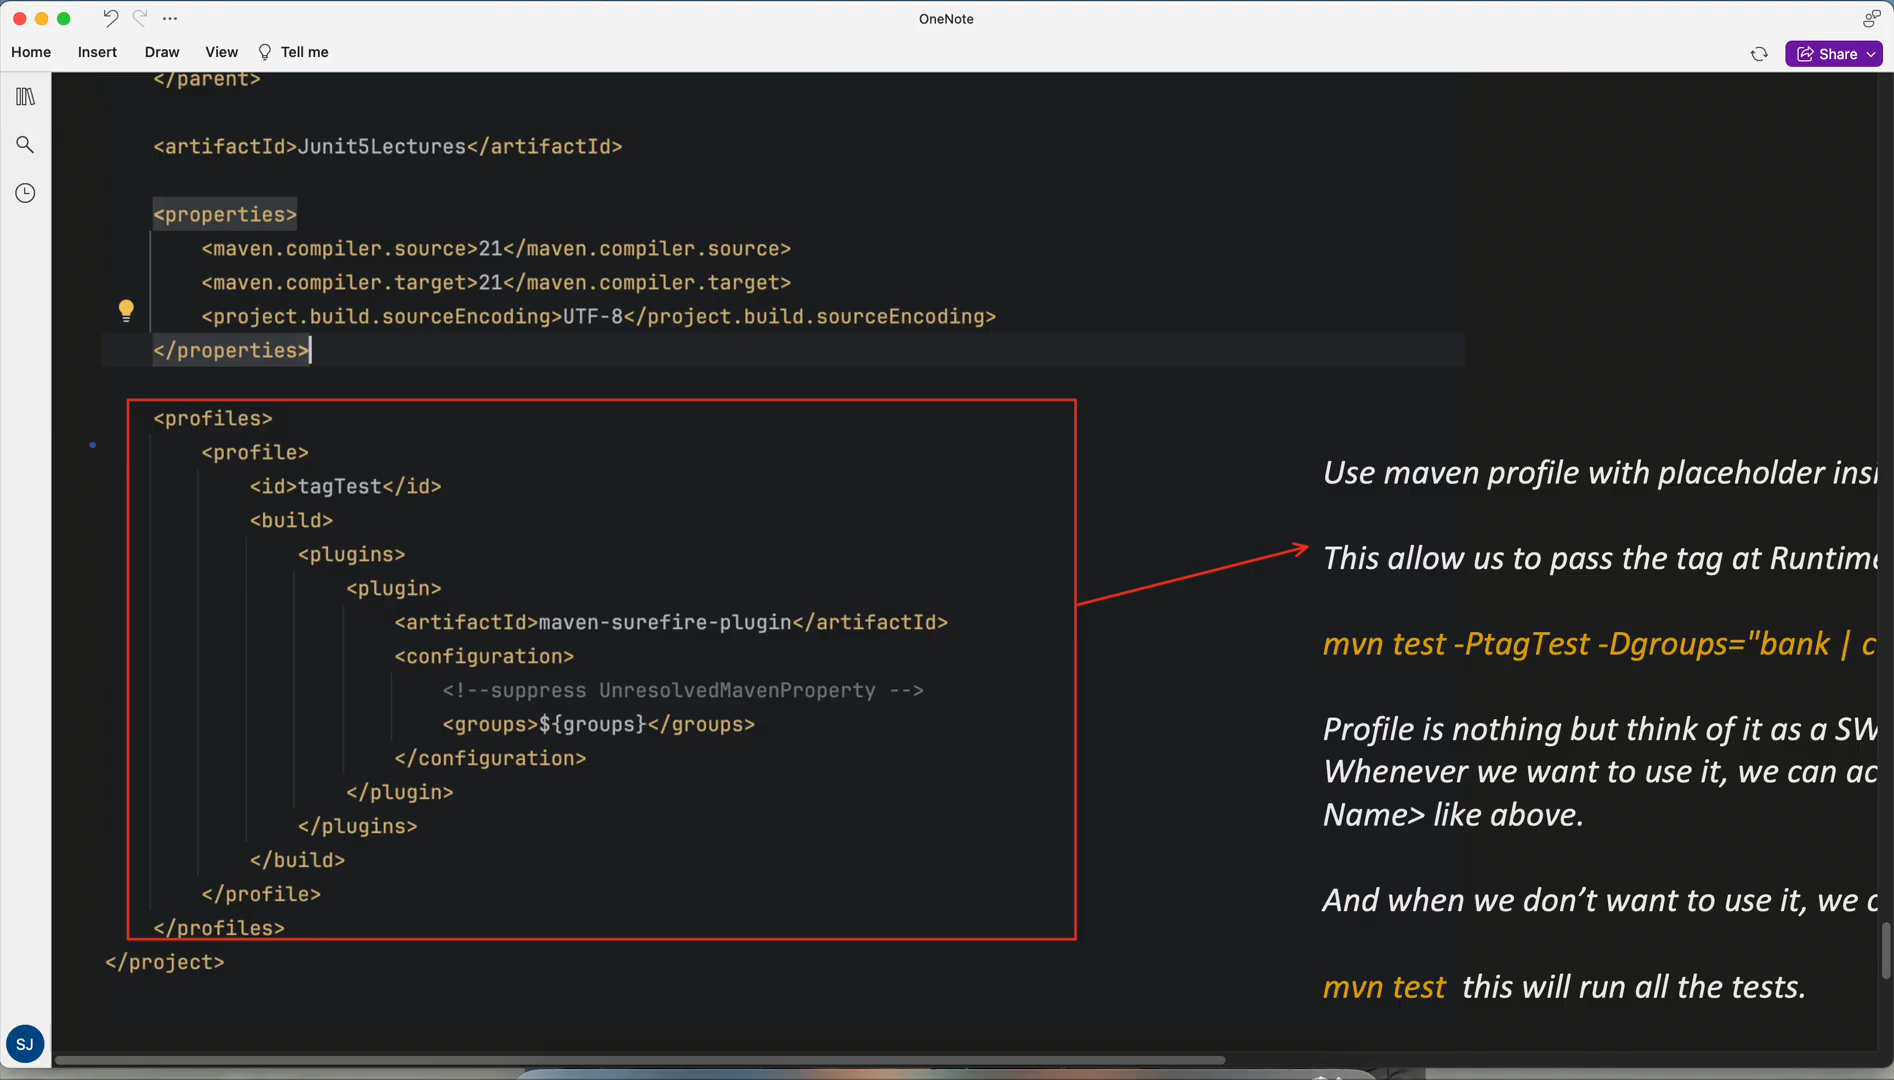 OneNote
Home Insert Draw View Tell me
Share
</parent>
<artifactId>Junit5Lectures</artifactId>
<properties>
<maven.compiler.source>21</maven.compiler.source>
<maven.compiler.target>21</maven.compiler.target>
<project.build.sourceEncoding>UTF-8</project.build.sourceEncoding>
</properties>
<profiles>
<profile>
<id>tagTest</id>
<build>
<plugins>
<plugin>
<artifactId>maven-surefire-plugin</artifactId>
<configuration>
<!--suppress UnresolvedMavenProperty -->
<groups>${groups}</groups>
</configuration>
</plugin>
</plugins>
</build>
</profile>
</profiles>
</project>
Use maven profile with placeholder
This allow us to pass the tag at Runtime
mvn test -PtagTest -Dgroups="bank |
Profile is nothing but think of it as a
Whenever we want to use it, we can
Name> like above.
And when we don’t want to use it, we
mvn test this will run all the tests.
SJ